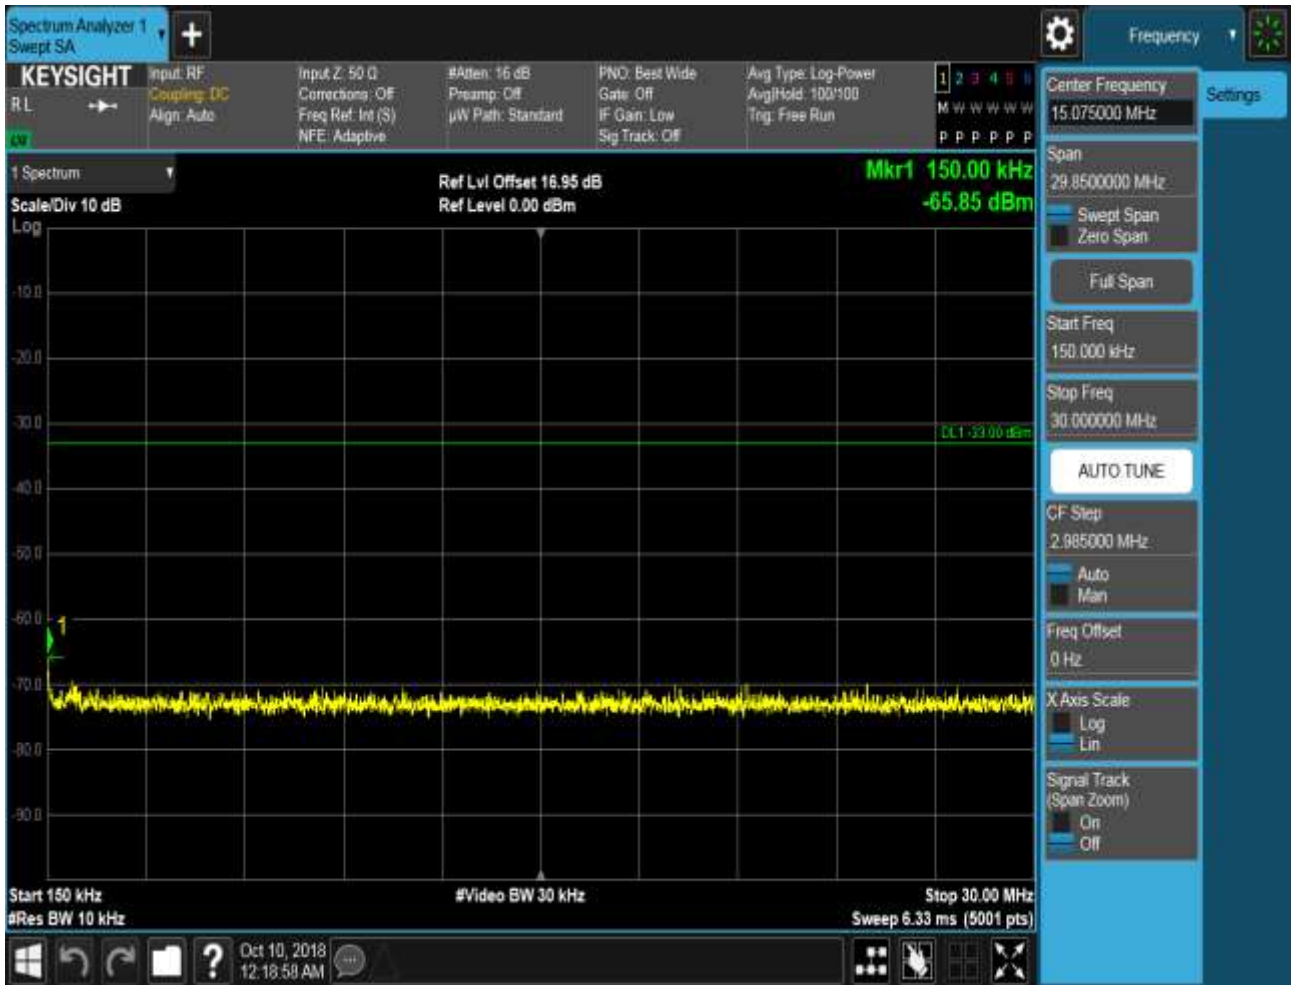 Spectrum Analyzer 1
Swept SA
+
Frequency
KEYSIGHT
RL
Input: RF
Coupling: DC
Align: Auto
Input Z: 50 Ω
Corrections: Off
Freq Ref: Int (S)
NFE: Adaptive
#Atten: 16 dB
Preamp: Off
µW Path: Standard
PNO: Best Wide
Gate: Off
IF Gain: Low
Sig Track: Off
Avg Type: Log-Power
Avg|Hold: 100/100
Trig: Free Run
1 2 3 4 5 6
M W W W W W
P P P P P P
1 Spectrum
Scale/Div 10 dB
Log
Ref Lvl Offset 16.95 dB
Ref Level 0.00 dBm
Mkr1 150.00 kHz
-65.85 dBm
-10.0
-20.0
-30.0
DL1 -33.00 dBm
-40.0
-50.0
-60.0
1
-70.0
-80.0
-90.0
Start 150 kHz
#Video BW 30 kHz
Stop 30.00 MHz
#Res BW 10 kHz
Sweep 6.33 ms (5001 pts)
Center Frequency
15.075000 MHz
Settings
Span
29.8500000 MHz
Swept Span
Zero Span
Full Span
Start Freq
150.000 kHz
Stop Freq
30.000000 MHz
AUTO TUNE
CF Step
2.985000 MHz
Auto
Man
Freq Offset
0 Hz
X Axis Scale
Log
Lin
Signal Track
(Span Zoom)
On
Off
?
Oct 10, 2018
12:18:58 AM